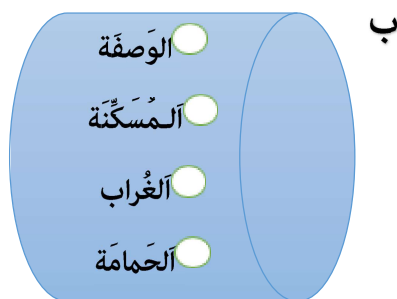 ب
الوَصفَة
اَلـمُسَكِّنَة
اَلغُراب
اَلحَمامَة